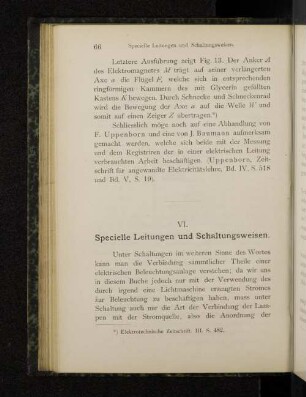 66 Specielle Leitungen und Schaltungsweisen.
Letztere Ausführung zeigt Fig. 13. Der Anker A
des Elektromagnetes M trägt auf seiner verlängerten
Axe a die Flügel F, welche sich in entsprechenden
ringförmigen Kammern des mit Glycerin gefüllten
Kastens K bewegen. Durch Schnecke und Schneckenrad
wird die Bewegung der Axe a auf die Welle W und
somit auf einen Zeiger Z übertragen.*)
Schliesslich möge noch auf eine Abhandlung von
F. Uppenborn und eine von J. Baumann aufmerksam
gemacht werden, welche sich beide mit der Messung
und dem Registriren der in einer elektrischen Leitung
verbrauchten Arbeit beschäftigen. (Uppenborn, Zeit-
schrift für angewandte Elektricitätslehre, Bd. IV, S. 518
und Bd. V, S. 10).
VI.
Specielle Leitungen und Schaltungsweisen.
Unter Schaltungen im weiteren Sinne des Wortes
kann man die Verbindung sämmtlicher Theile einer
elektrischen Beleuchtungsanlage verstehen; da wir uns
in diesem Buche jedoch nur mit der Verwendung des
durch irgend eine Lichtmaschine erzeugten Stromes
zur Beleuchtung zu beschäftigen haben, muss unter
Schaltung auch nur die Art der Verbindung der Lam-
pen mit der Stromquelle, also die Anordnung der
*) Elektrotechnische Zeitschrift. III. S. 482.